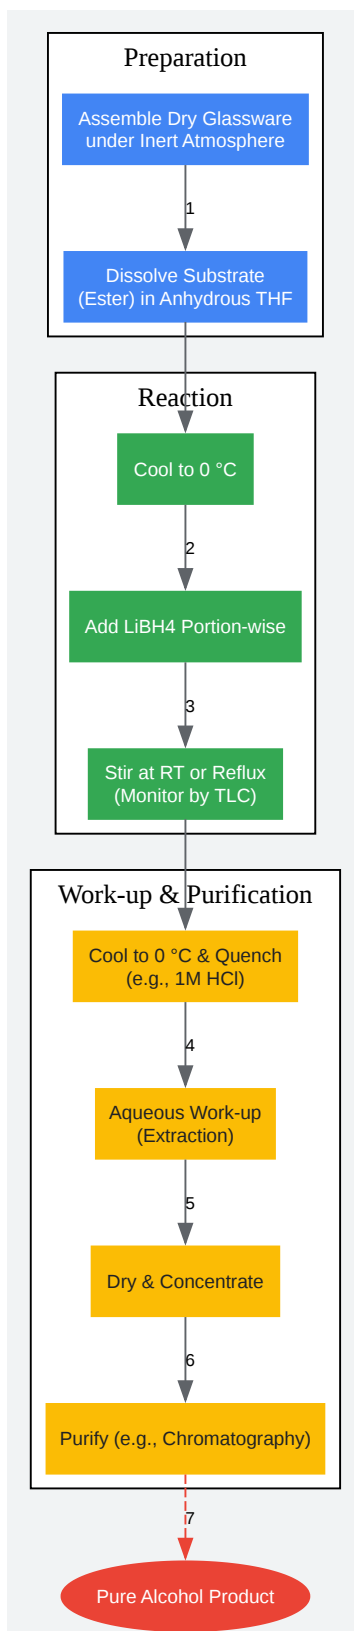 Preparation
Assemble Dry Glassware
under Inert Atmosphere
1
Dissolve Substrate
(Ester) in Anhydrous THF
Reaction
Cool to 0 °C
2
Add LiBH4 Portion-wise
3
Stir at RT or Reflux
(Monitor by TLC)
Work-up & Purification
Cool to 0 °C & Quench
(e.g., 1M HCl)
4
Aqueous Work-up
(Extraction)
5
Dry & Concentrate
6
Purify (e.g., Chromatography)
7
Pure Alcohol Product